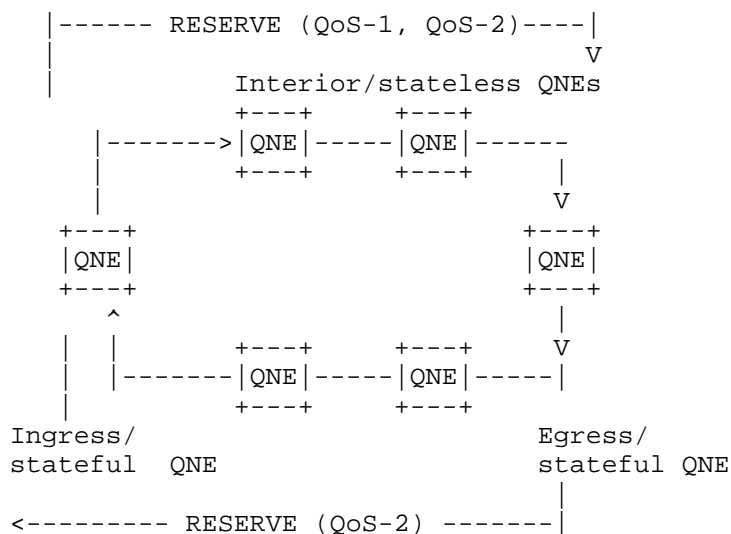 |------ RESERVE (QoS-1, QoS-2)----|
V
Interior/stateless QNEs
+---+ +---+
|------->|QNE|-----|QNE|------
+---+ +---+ |
| V
+---+ +---+
|QNE| |QNE|
+---+ +---+
^ |
| | +---+ +---+ V
| |-------|QNE|-----|QNE|-----|
| +---+ +---+
Ingress/ Egress/
stateful QNE stateful QNE
|
<--------- RESERVE (QoS-2) -------|